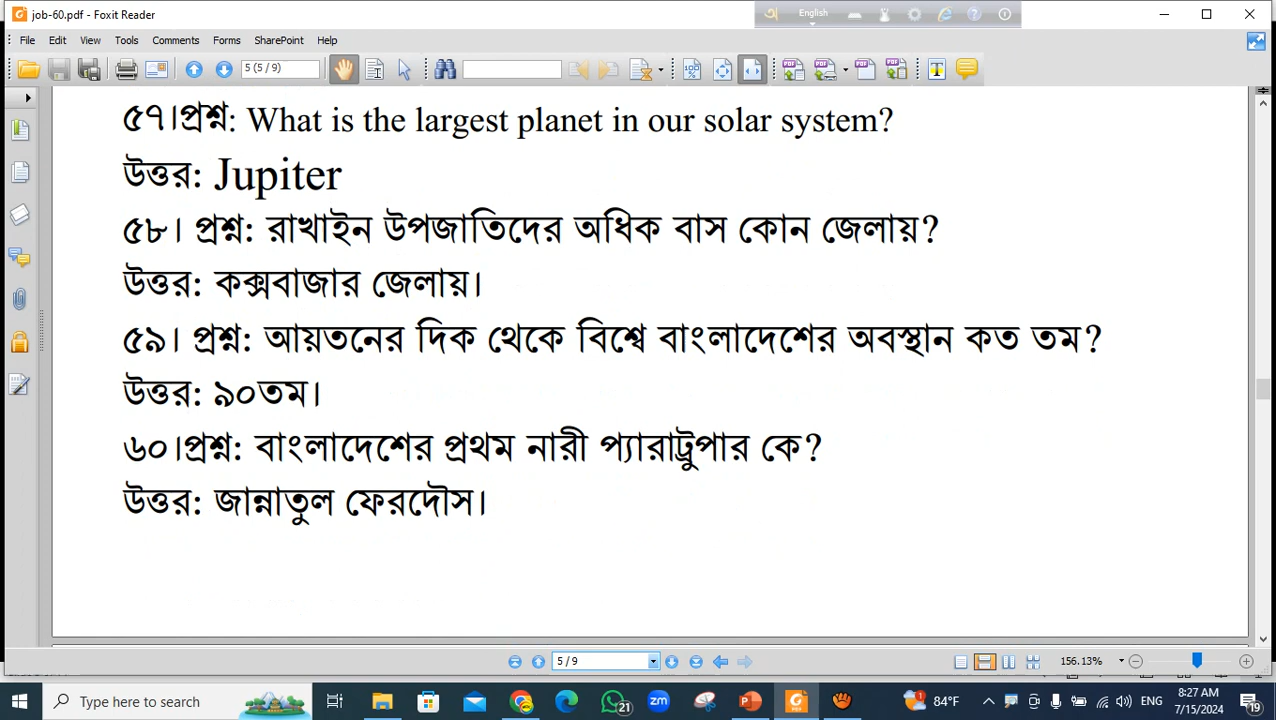 job-60.pdf - Foxit Reader
English
File Edit View Tools Comments Forms SharePoint Help
5 (5 / 9)
৫৭।প্রশ্ন: What is the largest planet in our solar system?
উত্তর: Jupiter
৫৮। প্রশ্ন: রাখাইন উপজাতিদের অধিক বাস কোন জেলায়?
উত্তর: কক্সবাজার জেলায়।
৫৯। প্রশ্ন: আয়তনের দিক থেকে বিশ্বে বাংলাদেশের অবস্থান কত তম?
উত্তর: ৯০তম।
৬০।প্রশ্ন: বাংলাদেশের প্রথম নারী প্যারাট্রুপার কে?
উত্তর: জান্নাতুল ফেরদৌস।
5 / 9
156.13%
Type here to search
21
zm
84°F
ENG
8:27 AM
7/15/2024
19